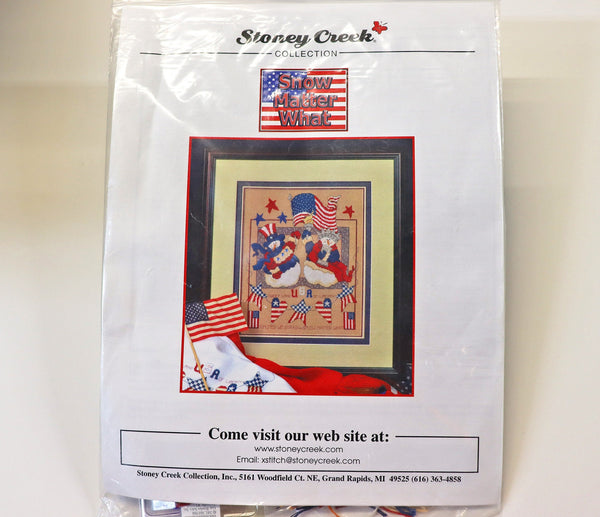 Stoney Creek
COLLECTION
Snow
Matter
What
USA
Come visit our web site at:
www.stoneycreek.com
Email: xstitch@stoneycreek.com
Stoney Creek Collection, Inc., 5161 Woodfield Ct. NE, Grand Rapids, MI 49525 (616) 363-4858